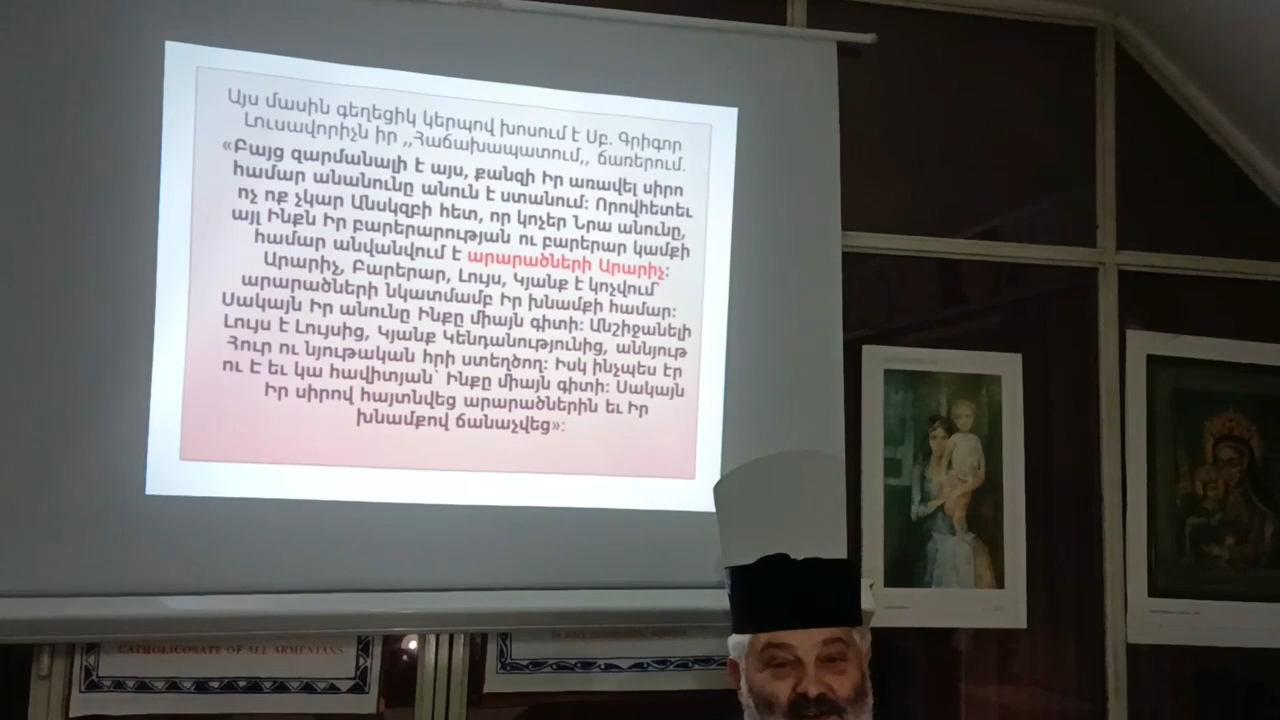 Այս մասին գեղեցիկ կերպով խոսում է Սբ. Գրիգոր
Լուսավորիչն իր ,,Հաճախապատում,, ճառերում.
«Բայց զարմանալի է այս, քանզի Իր առավել սիրո
համար անանունը անուն է ստանում: Որովհետեւ
ոչ ոք չկար Անսկզբի հետ, որ կոչեր Նրա անունը,
այլ Ինքն Իր բարերարության ու բարերար կամքի
համար անվանվում է արարածների Արարիչ:
Արարիչ, Բարերար, Լույս, Կյանք է կոչվում՝
արարածների նկատմամբ Իր խնամքի համար:
Սակայն Իր անունը Ինքը միայն գիտի: Անշիջանելի
Լույս է Լույսից, Կյանք Կենդանությունից, աննյութ
Հուր ու նյութական հրի ստեղծող: Իսկ ինչպես էր
ու է եւ կա հավիտյան՝ Ինքը միայն գիտի: Սակայն
Իր սիրով հայտնվեց արարածներին եւ Իր
խնամքով ճանաչվեց»:
CATHOLICOSATE OF ALL ARMENIANS